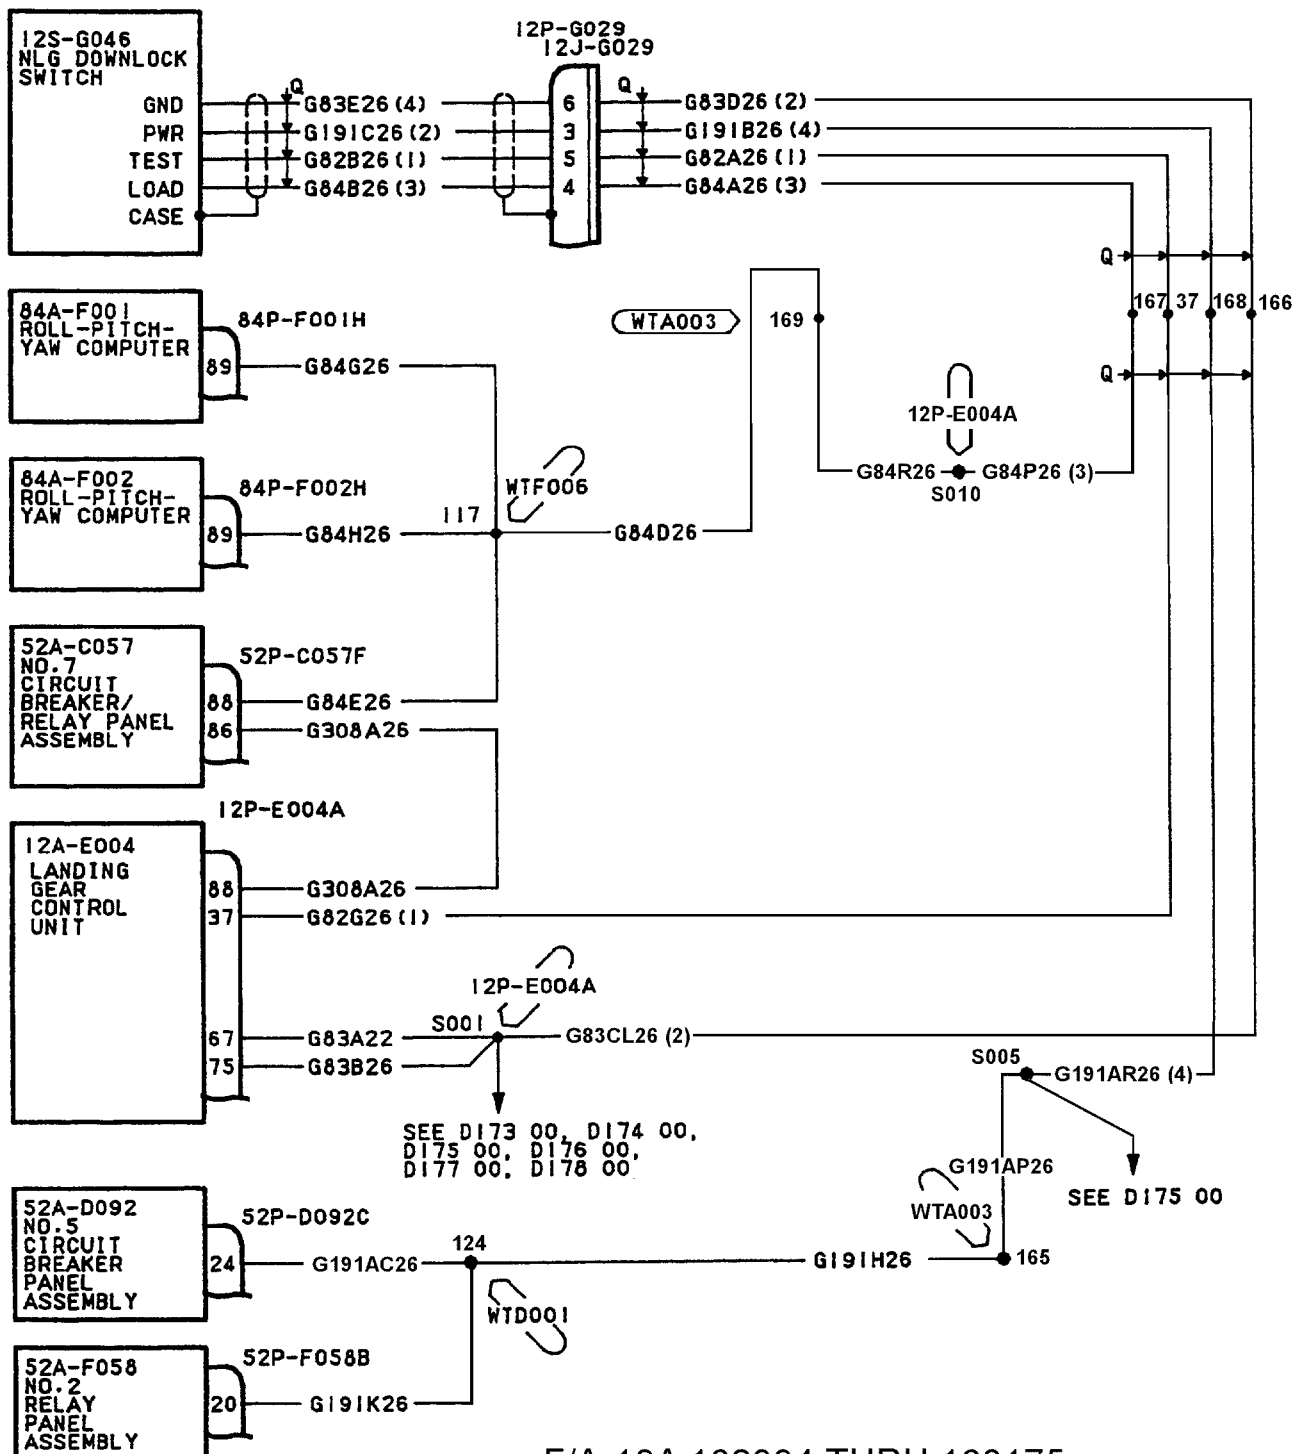 12P-G029
12J-G029
12S-G046
NLG DOWNLOCK
SWITCH
GND
PWR
TEST
LOAD
CASE
Q
G83E26 (4)
G191C26 (2)
G82B26 (1)
G84B26 (3)
6
3
5
4
Q
G83D26 (2)
G191B26 (4)
G82A26 (1)
G84A26 (3)
Q
167 37 168 166
Q
84A-F001
ROLL-PITCH-
YAW COMPUTER
84P-F001H
89
G84G26
WTA003
169
12P-E004A
G84R26
G84P26 (3)
S010
84A-F002
ROLL-PITCH-
YAW COMPUTER
84P-F002H
89
G84H26
117
WTF006
G84D26
52A-C057
NO.7
CIRCUIT
BREAKER/
RELAY PANEL
ASSEMBLY
52P-C057F
88
G84E26
86
G308A26
12P-E004A
12A-E004
LANDING
GEAR
CONTROL
UNIT
88
G308A26
37
G82G26 (1)
12P-E004A
S001
67
G83A22
G83CL26 (2)
75
G83B26
SEE D173 00, D174 00,
D175 00, D176 00,
D177 00, D178 00
S005
G191AR26 (4)
G191AP26
SEE D175 00
WTA003
165
52A-D092
NO.5
CIRCUIT
BREAKER
PANEL
ASSEMBLY
52P-D092C
24
G191AC26
124
G191H26
WTD001
52A-F058
NO.2
RELAY
PANEL
ASSEMBLY
52P-F058B
20
G191K26